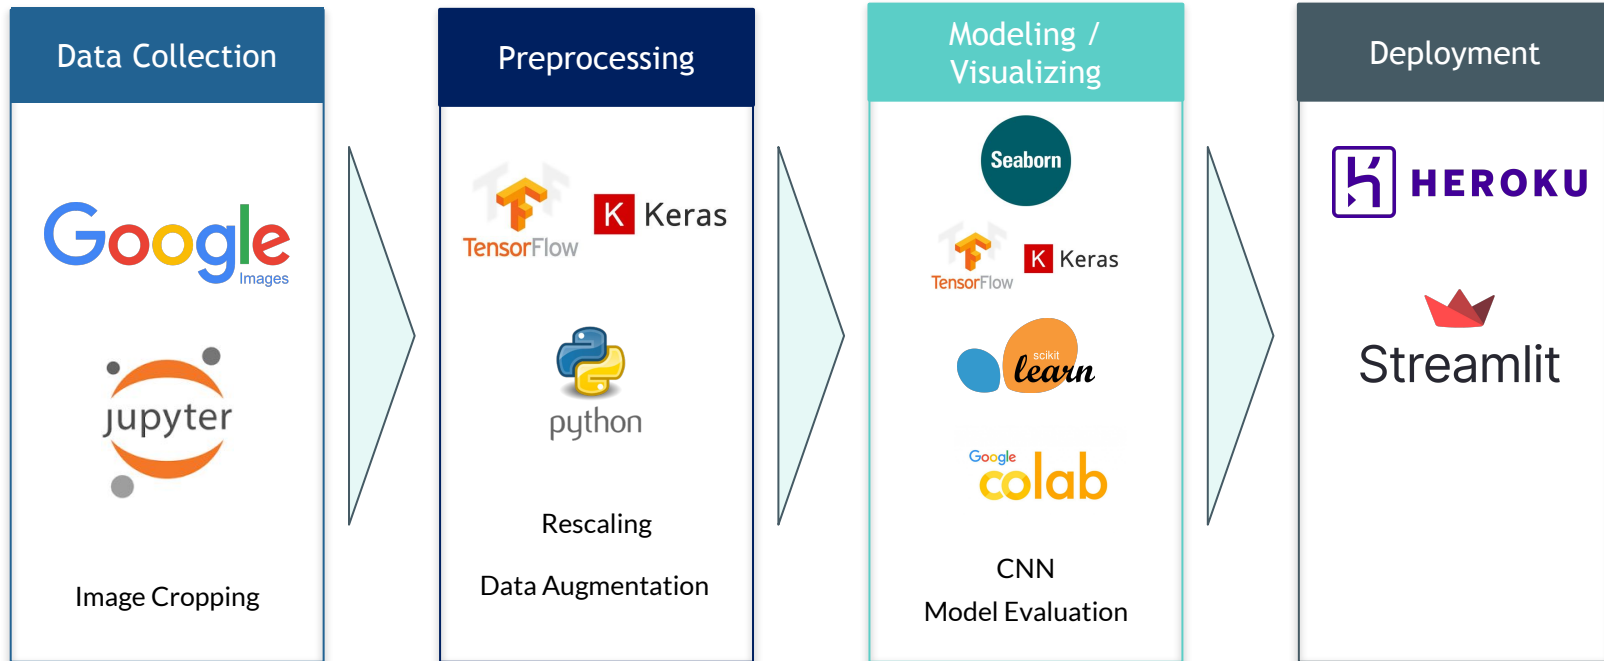 Data Collection
Google
Images
jupyter
Image Cropping
Preprocessing
TensorFlow
K Keras
python
Rescaling
Data Augmentation
Modeling /
Visualizing
Seaborn
TensorFlow
K Keras
scikit
learn
Google
colab
CNN
Model Evaluation
Deployment
HEROKU
Streamlit